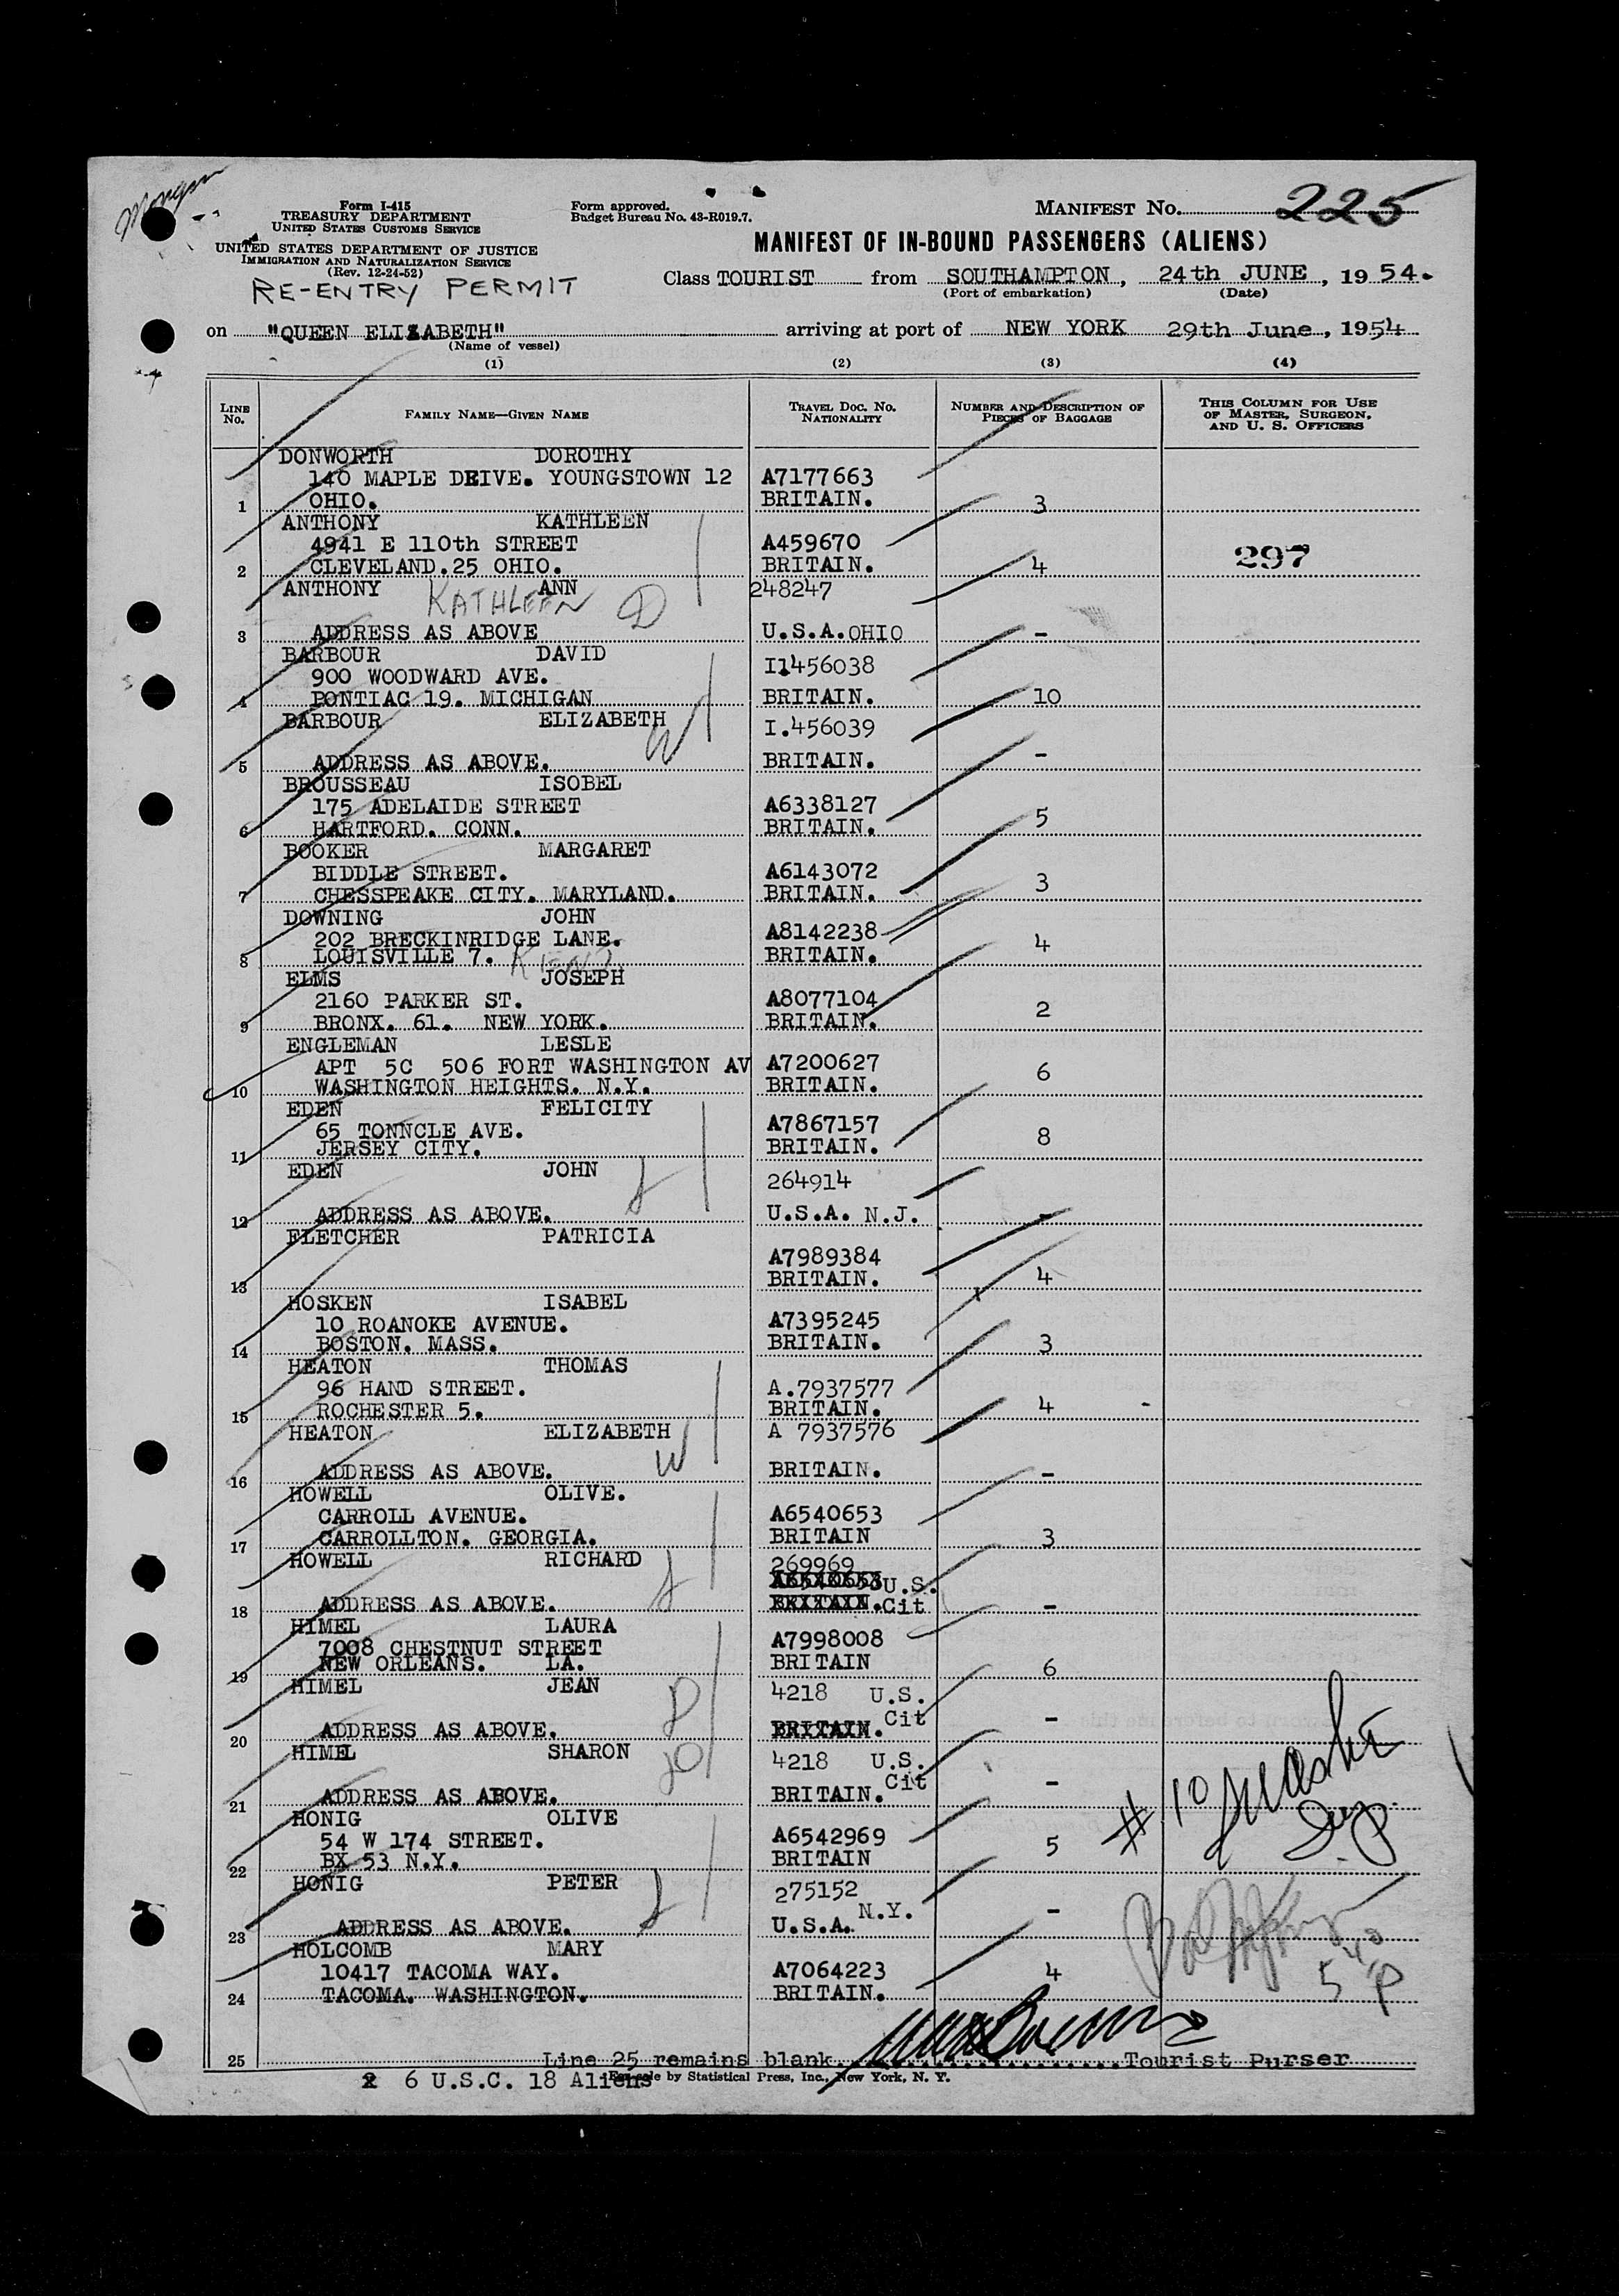 Form I-415
TREASURY DEPARTMENT
UNITED STATES CUSTOMS SERVICE
UNITED STATES DEPARTMENT OF JUSTICE
IMMIGRATION AND NATURALIZATION SERVICE
(Rev. 12-24-52)
RE-ENTRY PERMIT
Form approved.
Budget Bureau No. 43-R019.7.
MANIFEST NO. 225
MANIFEST OF IN-BOUND PASSENGERS (ALIENS)
Class TOURIST from SOUTHAMPTON, 24th JUNE, 19 54.
(Port of embarkation) (Date)
on "QUEEN ELIZABETH" arriving at port of NEW YORK 29th June, 1954
(Name of vessel)
(1) (2) (3) (4)
LINE NO. FAMILY NAME—GIVEN NAME TRAVEL DOC. NO. NATIONALITY NUMBER AND DESCRIPTION OF PIECES OF BAGGAGE THIS COLUMN FOR USE OF MASTER, SURGEON, AND U. S. OFFICERS
DONWORTH DOROTHY
140 MAPLE DRIVE. YOUNGSTOWN 12 A7177663
1 OHIO. BRITAIN. 3
ANTHONY KATHLEEN
4941 E 110th STREET A459670
2 CLEVELAND.25 OHIO. BRITAIN. 4 297
ANTHONY KATHLEEN ANN D 248247
3 ADDRESS AS ABOVE U.S.A. OHIO -
BARBOUR DAVID
900 WOODWARD AVE. I1456038
4 PONTIAC 19. MICHIGAN BRITAIN. 10
BARBOUR ELIZABETH W I.456039
5 ADDRESS AS ABOVE. BRITAIN. -
BROUSSEAU ISOBEL
175 ADELAIDE STREET A6338127
6 HARTFORD. CONN. BRITAIN. 5
BOOKER MARGARET
BIDDLE STREET. A6143072
7 CHESSPEAKE CITY. MARYLAND. BRITAIN. 3
DOWNING JOHN
202 BRECKINRIDGE LANE. A8142238
8 LOUISVILLE 7. BRITAIN. 4
ELMS JOSEPH
2160 PARKER ST. A8077104
9 BRONX. 61. NEW YORK. BRITAIN. 2
ENGLEMAN LESLE
APT 5C 506 FORT WASHINGTON AV A7200627
10 WASHINGTON HEIGHTS. N.Y. BRITAIN. 6
EDEN FELICITY
65 TONNCLE AVE. A7867157
11 JERSEY CITY. BRITAIN. 8
EDEN JOHN 264914
12 ADDRESS AS ABOVE. U.S.A. N.J. -
FLETCHER PATRICIA
A7989384
13 BRITAIN. 4
HOSKEN ISABEL
10 ROANOKE AVENUE. A7395245
14 BOSTON. MASS. BRITAIN. 3
HEATON THOMAS
96 HAND STREET. A.7937577
15 ROCHESTER 5. BRITAIN. 4 -
HEATON ELIZABETH W A 7937576
16 ADDRESS AS ABOVE. BRITAIN. -
HOWELL OLIVE.
CARROLL AVENUE. A6540653
17 CARROLLTON. GEORGIA. BRITAIN 3
HOWELL RICHARD 269969
A6540653 U.S.
18 ADDRESS AS ABOVE. BRITAIN. Cit -
HIMEL LAURA
7008 CHESTNUT STREET A7998008
19 NEW ORLEANS. LA. BRITAIN 6
HIMEL JEAN 4218 U.S.
20 ADDRESS AS ABOVE. BRITAIN. Cit -
HIMEL SHARON 4218 U.S.
21 ADDRESS AS ABOVE. BRITAIN. Cit -
HONIG OLIVE
54 W 174 STREET. A6542969
22 BX 53 N.Y. BRITAIN 5
HONIG PETER 275152
23 ADDRESS AS ABOVE. U.S.A. N.Y. -
HOLCOMB MARY
10417 TACOMA WAY. A7064223
24 TACOMA. WASHINGTON. BRITAIN. 4
# 10
5 40 P
25 Line 25 remains blank. Tourist Purser
6 U.S.C. 18 Aliens For sale by Statistical Press, Inc., New York, N. Y.